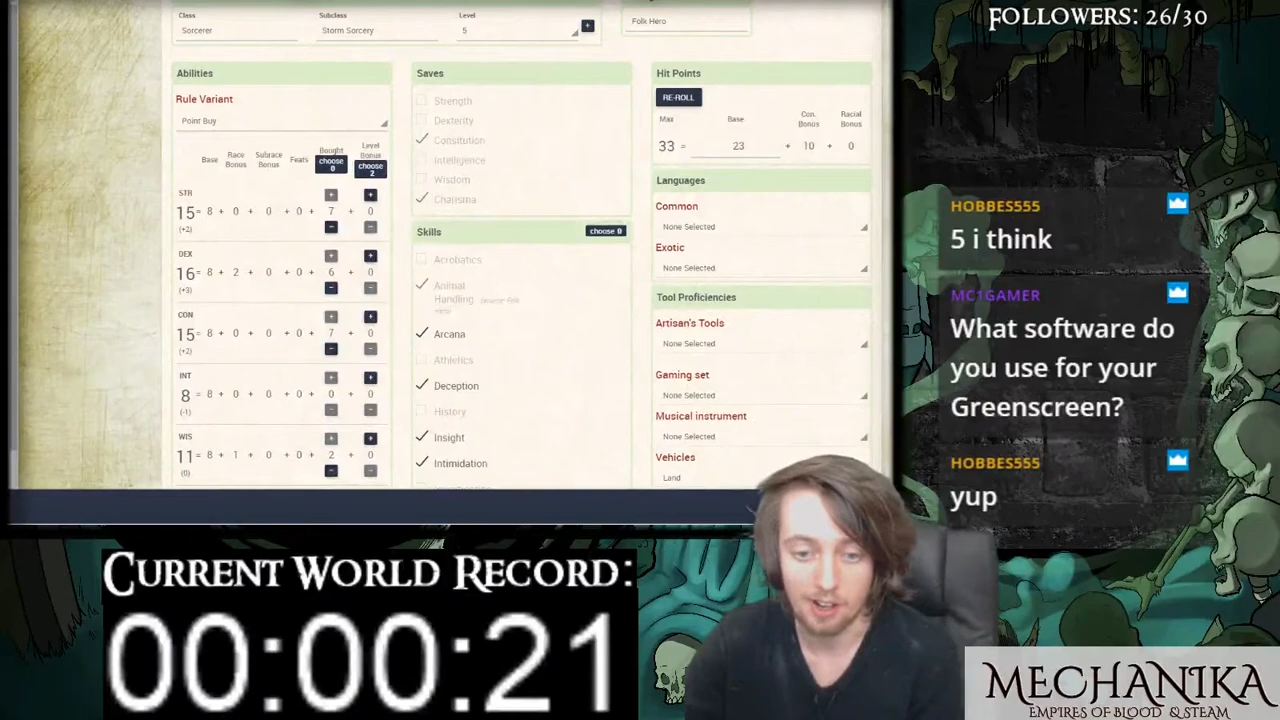 Class
Subclass
Level
Sorcerer
Storm Sorcery
5
+
Folk Hero
Abilities
Rule Variant
Point Buy
Base
Race Bonus
Subrace Bonus
Feats
Bought
choose 0
Level Bonus
choose 2
STR
15 = 8 + 0 + 0 + 0 + 7 + 0
(+2)
DEX
16 = 8 + 2 + 0 + 0 + 6 + 0
(+3)
CON
15 = 8 + 0 + 0 + 0 + 7 + 0
(+2)
INT
8 = 8 + 0 + 0 + 0 + 0 + 0
(-1)
WIS
11 = 8 + 1 + 0 + 0 + 2 + 0
(0)
Saves
Strength
Dexterity
Consitution
Intelligence
Wisdom
Charisma
Skills
choose 0
Acrobatics
Animal
Handling
Arcana
Athletics
Deception
History
Insight
Intimidation
Hit Points
RE-ROLL
Max
Base
Con. Bonus
Racial Bonus
33 = 23 + 10 + 0
Languages
Common
None Selected
Exotic
None Selected
Tool Proficiencies
Artisan's Tools
None Selected
Gaming set
None Selected
Musical instrument
None Selected
Vehicles
Land
FOLLOWERS: 26/30
HOBBES555
5 i think
MC1GAMER
What software do
you use for your
Greenscreen?
HOBBES555
yup
CURRENT WORLD RECORD:
00:00:21
MECHANIKA
EMPIRES OF BLOOD & STEAM